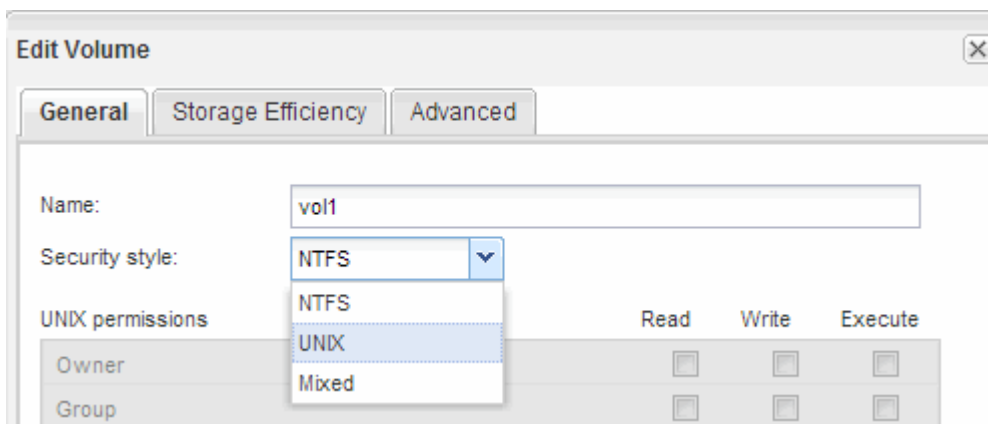 Edit Volume
General Storage Efficiency Advanced
Name: vol1
Security style: NTFS
NTFS
UNIX permissions Read Write Execute
UNIX
Owner
Mixed
Group